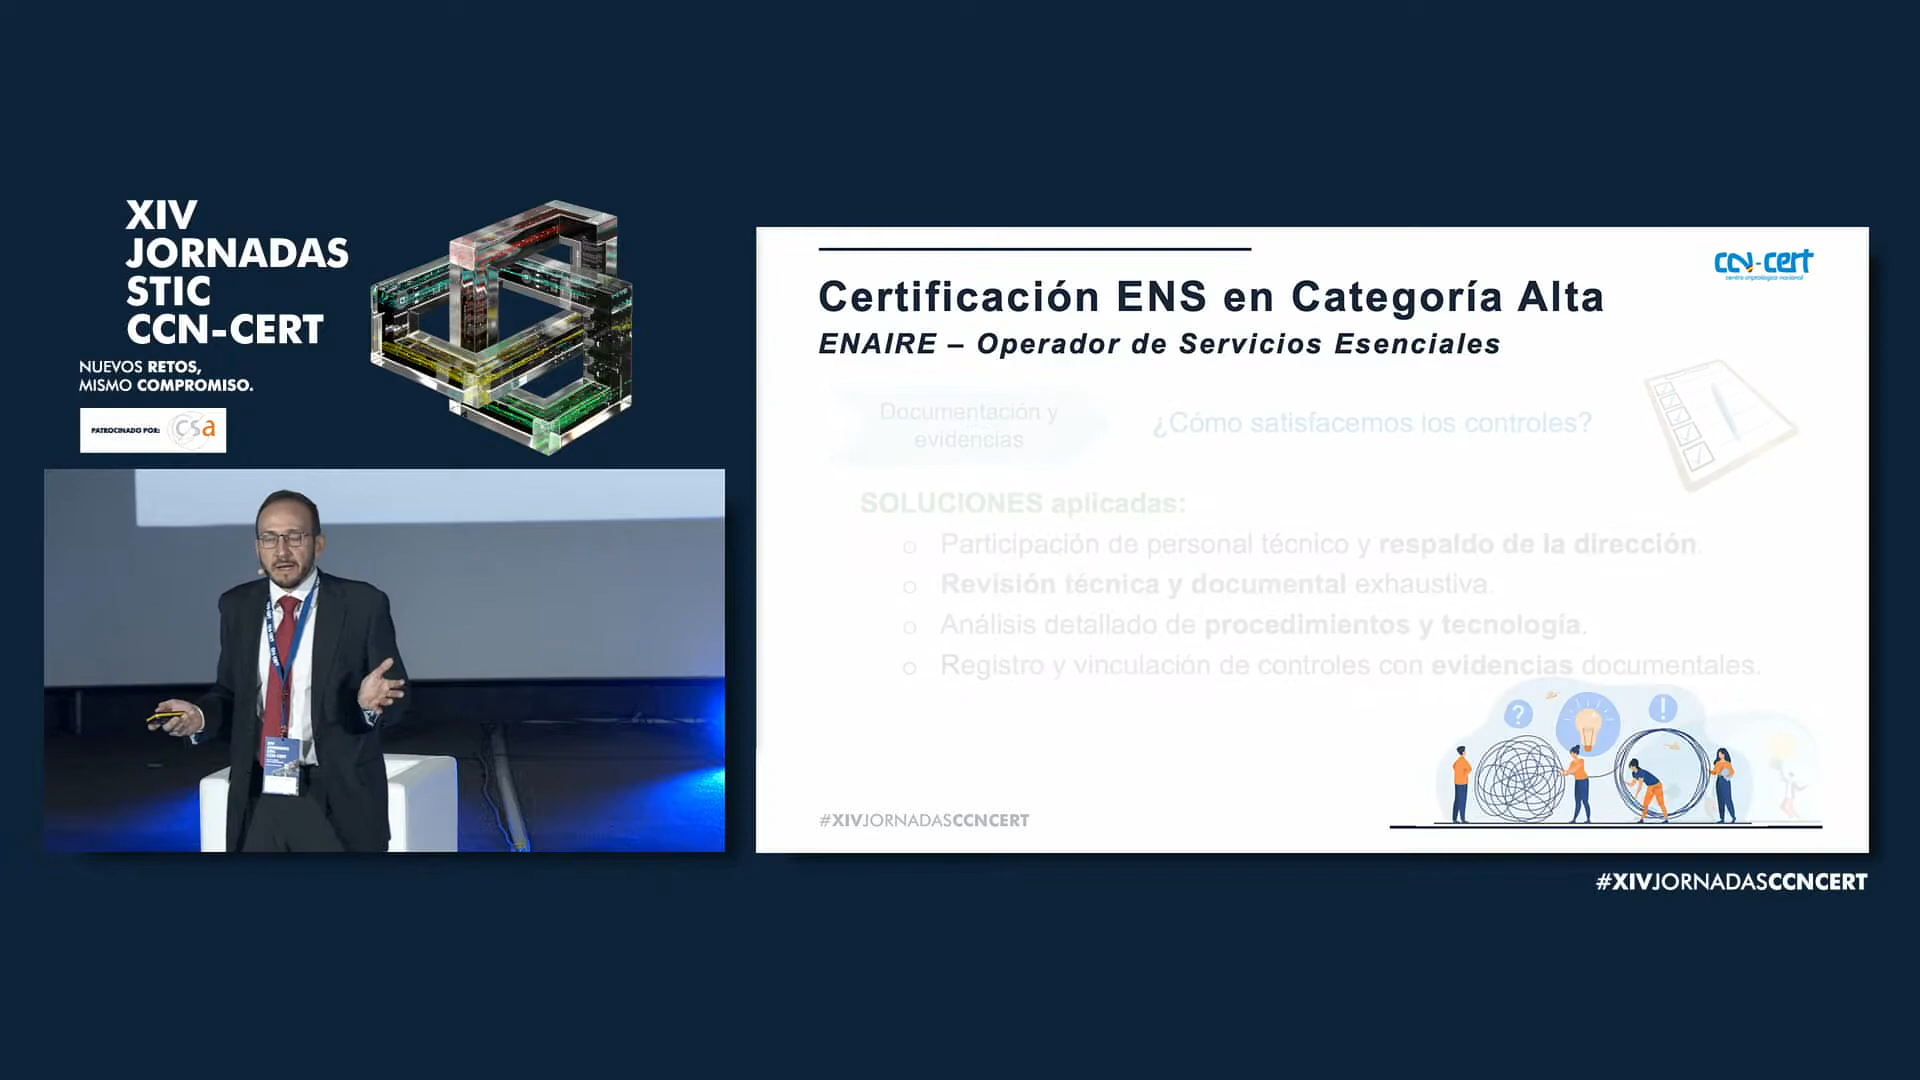 XIV
JORNADAS
STIC
CCN-CERT
NUEVOS RETOS,
MISMO COMPROMISO.
PATROCINADO POR: csa
ccn-cert
centro criptológico nacional
Certificación ENS en Categoría Alta
ENAIRE – Operador de Servicios Esenciales
Documentación y
evidencias
¿Cómo satisfacemos los controles?
SOLUCIONES aplicadas:
o Participación de personal técnico y respaldo de la dirección.
o Revisión técnica y documental exhaustiva.
o Análisis detallado de procedimientos y tecnología.
o Registro y vinculación de controles con evidencias documentales.
? !
#XIVJORNADASCCNCERT
#XIVJORNADASCCNCERT